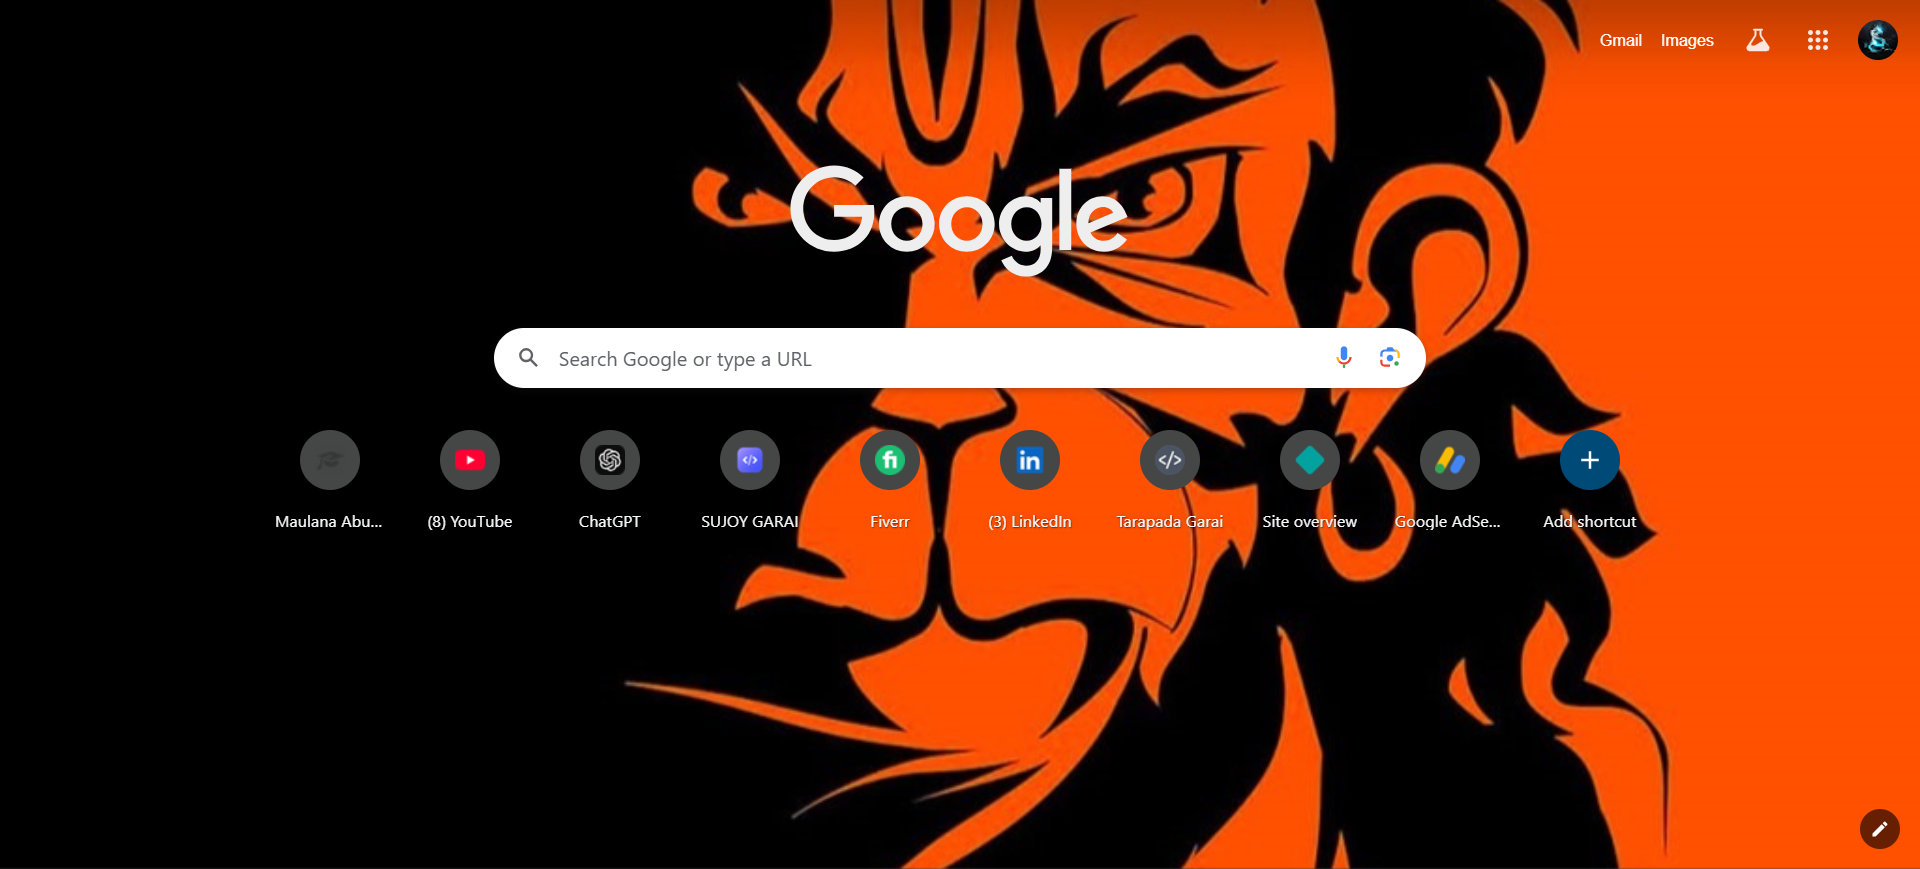 Gmail Images
Google
Search Google or type a URL
Maulana Abu... (8) YouTube ChatGPT SUJOY GARAI Fiverr (3) LinkedIn Tarapada Garai Site overview Google AdSe... Add shortcut